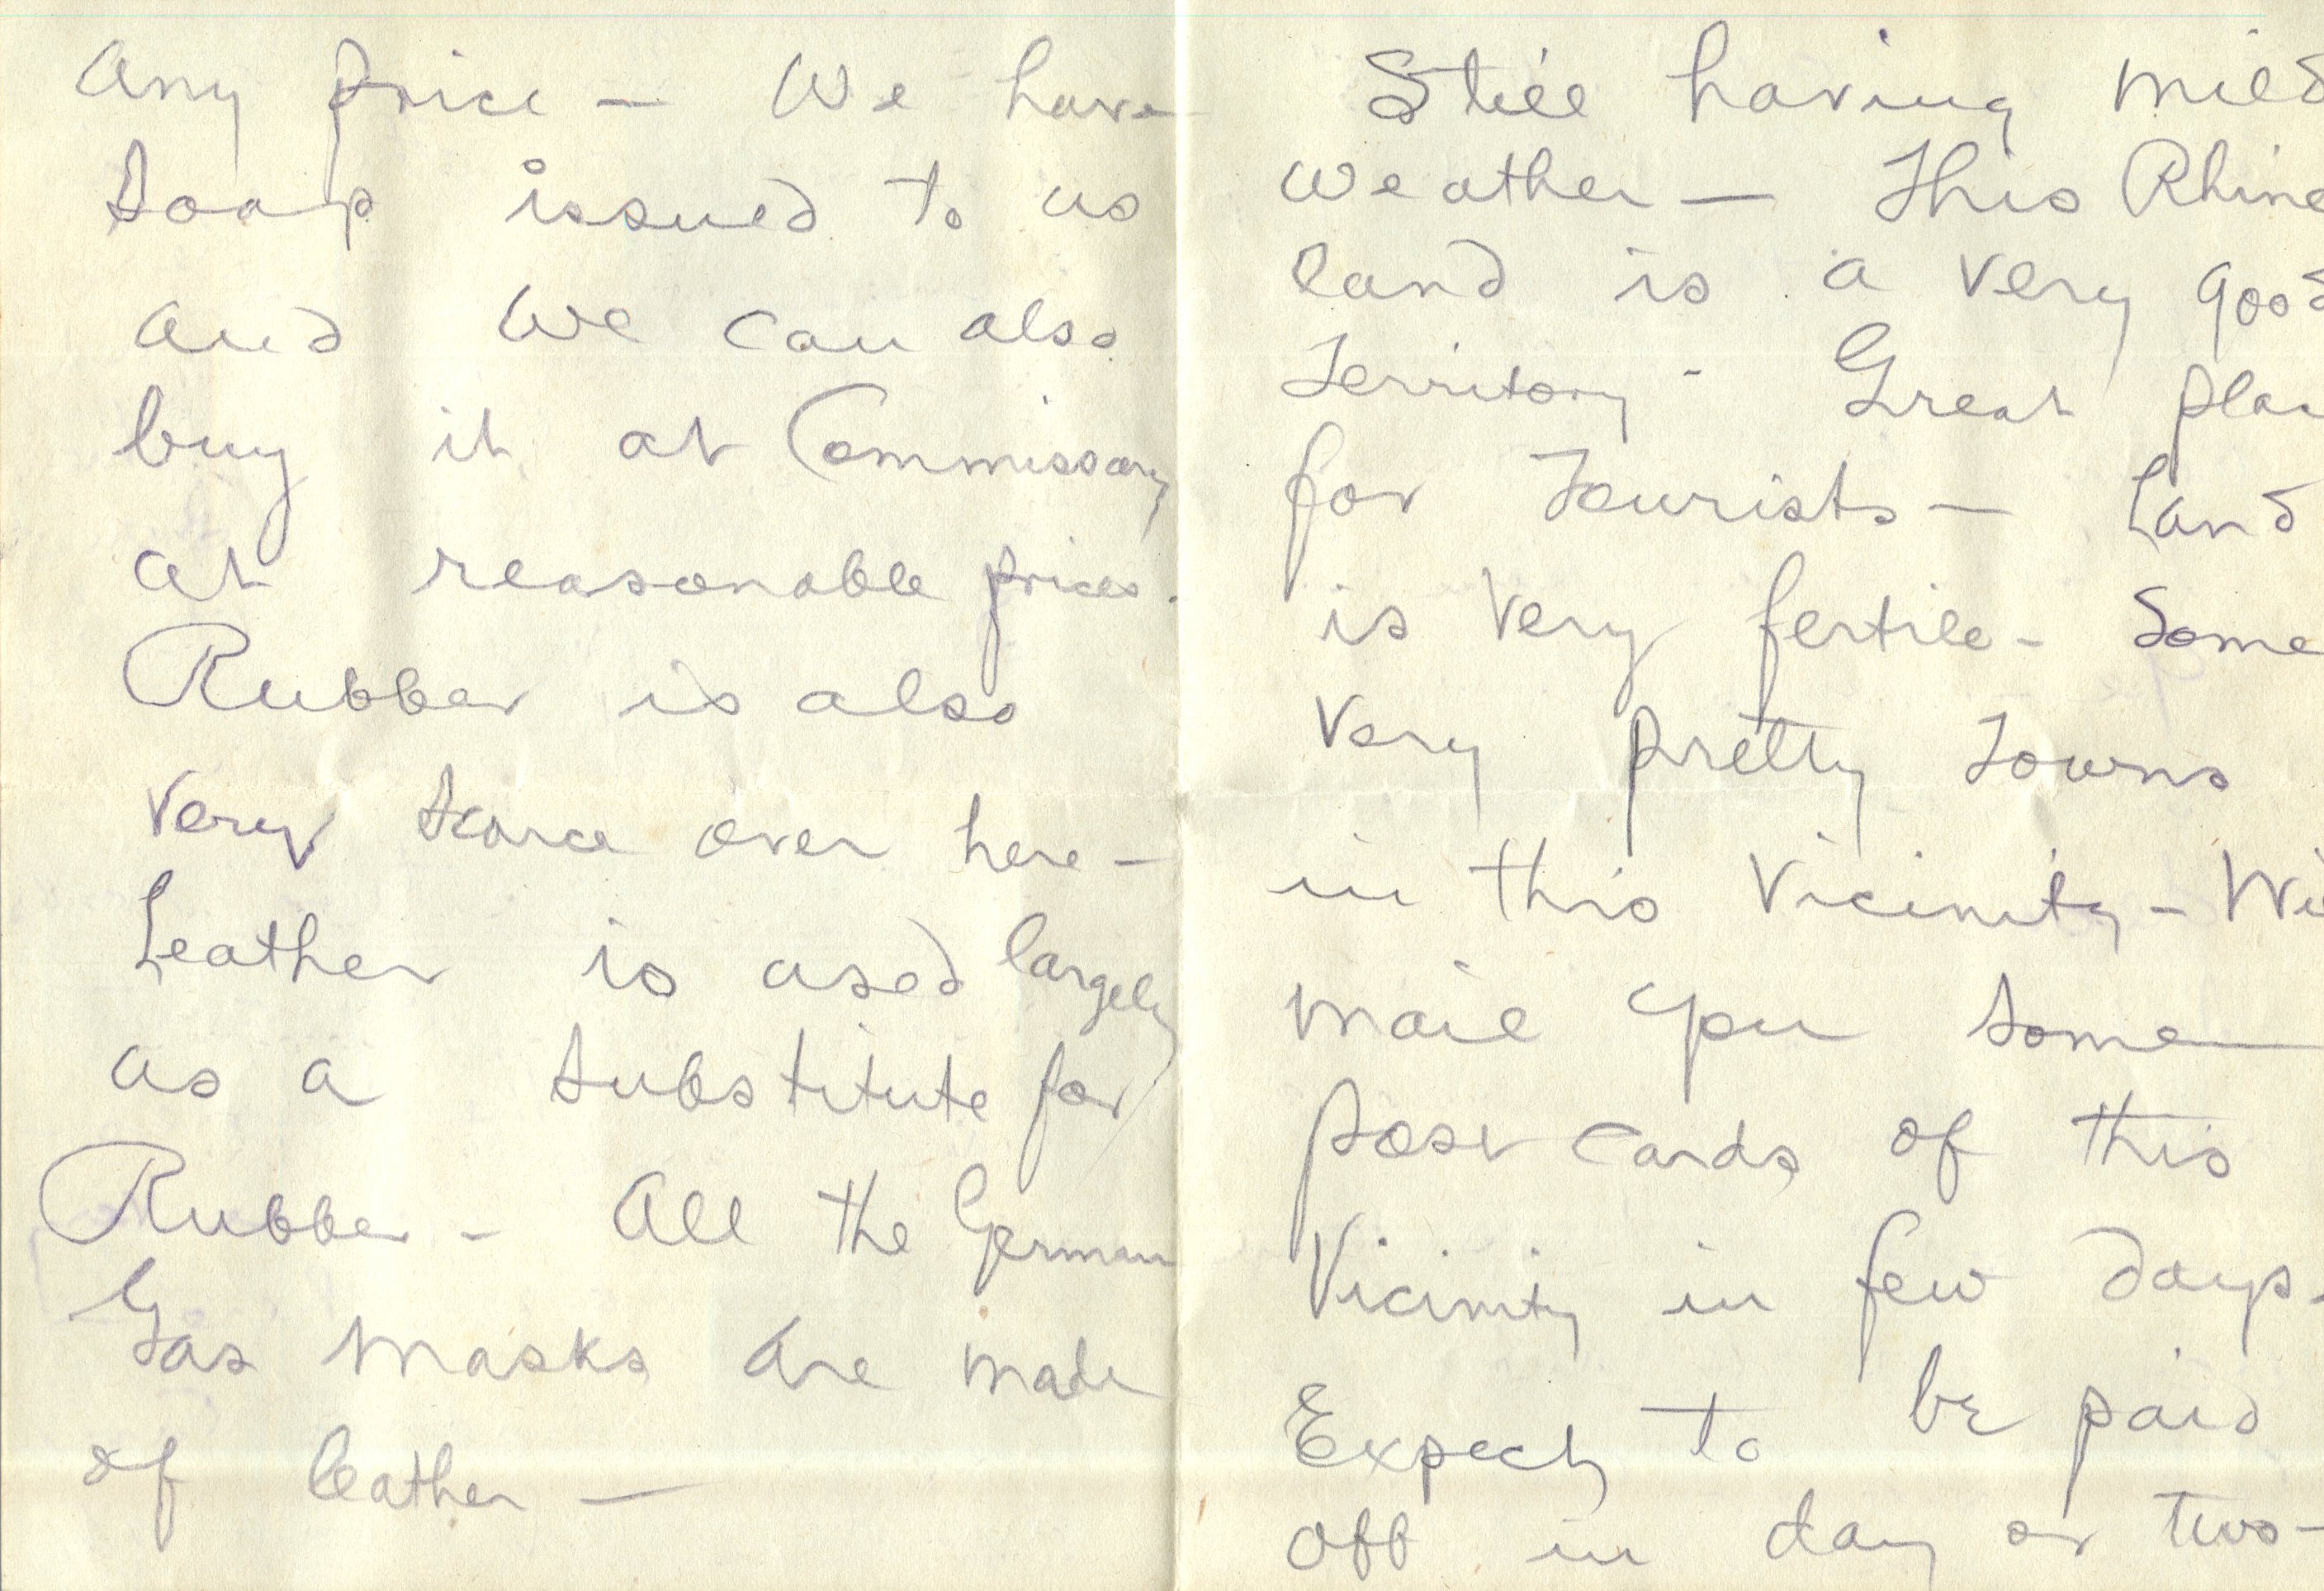 Any price — We have
Soap issued to us
and We can also
buy it at Commissary
at reasonable prices.
Rubber is also
Very scarce over here —
Leather is used largely
as a substitute for
Rubber — All the German
Gas Masks are made
of leather —
Still having mild
weather — This Rhine
land is a very good
Territory - Great pla
for Tourists — Land
is Very fertile - Some
Very pretty Towns
in this Vicinity - Wi
mail you some
post cards of this
Vicinity in few days.
Expect to be paid
off in day or two —